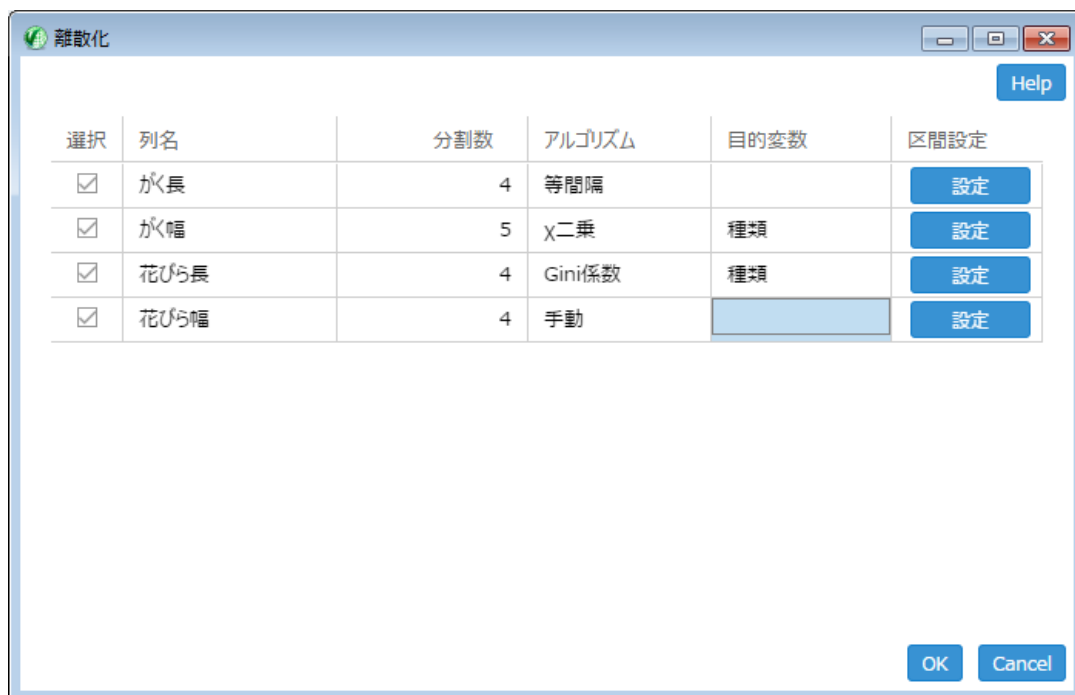 離散化
Help
選択 列名 分割数 アルゴリズム 目的変数 区間設定
がく長 4 等間隔 設定
がく幅 5 χ二乗 種類 設定
花びら長 4 Gini係数 種類 設定
花びら幅 4 手動 設定
OK Cancel